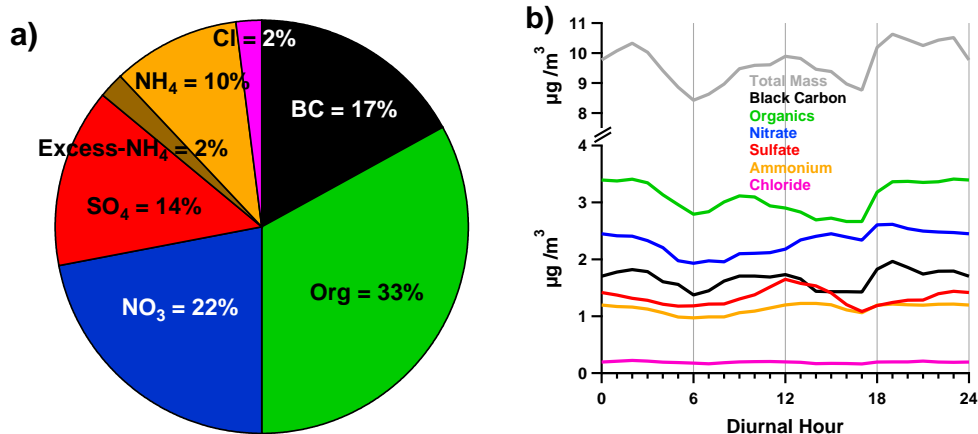 a)
Cl = 2%
NH₄ = 10%
BC = 17%
Excess-NH₄ = 2%
SO₄ = 14%
Org = 33%
NO₃ = 22%
b)
11
10
9
8
µg /m³
Total Mass
Black Carbon
Organics
Nitrate
Sulfate
Ammonium
Chloride
4
3
2
1
0
µg /m³
0 6 12 18 24
Diurnal Hour